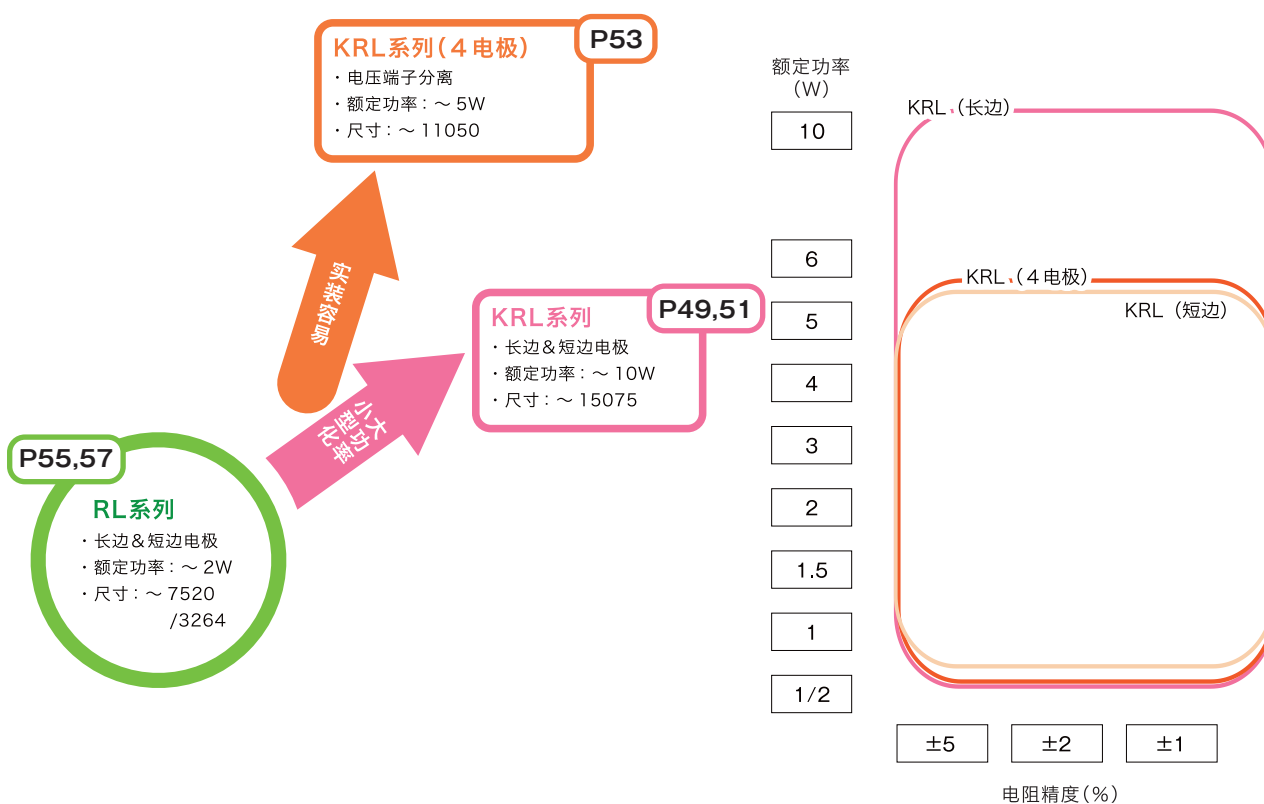 KRL系列(4电极)
P53
・电压端子分离
・额定功率：～5W
・尺寸：～11050
实装容易
KRL系列
P49,51
・长边&短边电极
・额定功率：～10W
・尺寸：～15075
大功率
小型化
P55,57
RL系列
・长边&短边电极
・额定功率：～2W
・尺寸：～7520
/3264
额定功率
(W)
10
6
5
4
3
2
1.5
1
1/2
KRL (长边)
KRL (4电极)
KRL (短边)
±5
±2
±1
电阻精度(%)